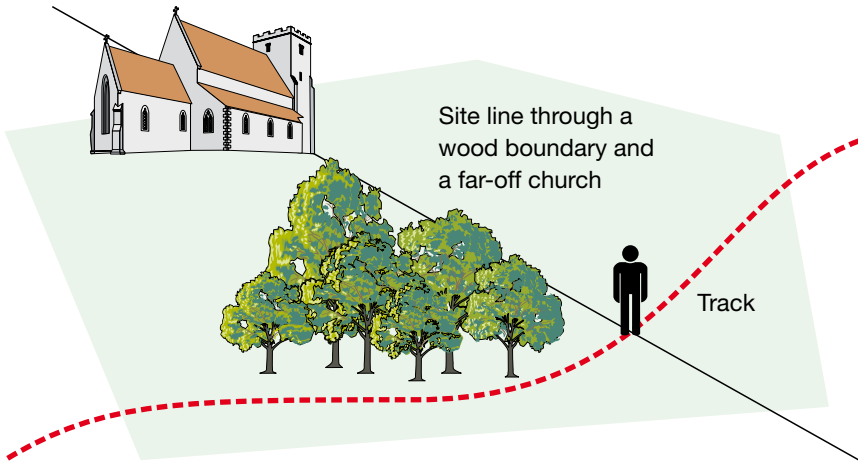 Site line through a
wood boundary and
a far-off church
Track